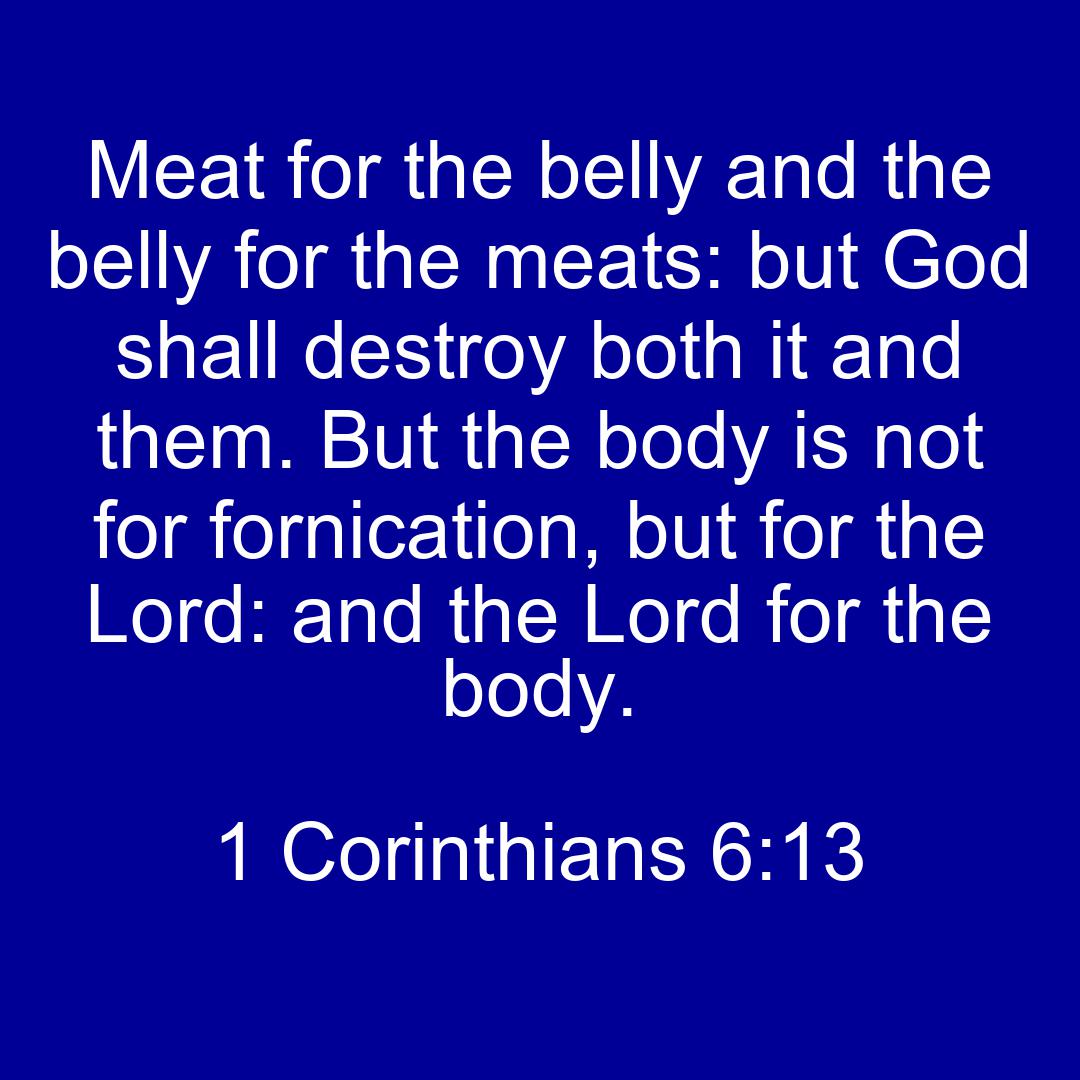 Meat for the belly and the
belly for the meats: but God
shall destroy both it and
them. But the body is not
for fornication, but for the
Lord: and the Lord for the
body.
1 Corinthians 6:13